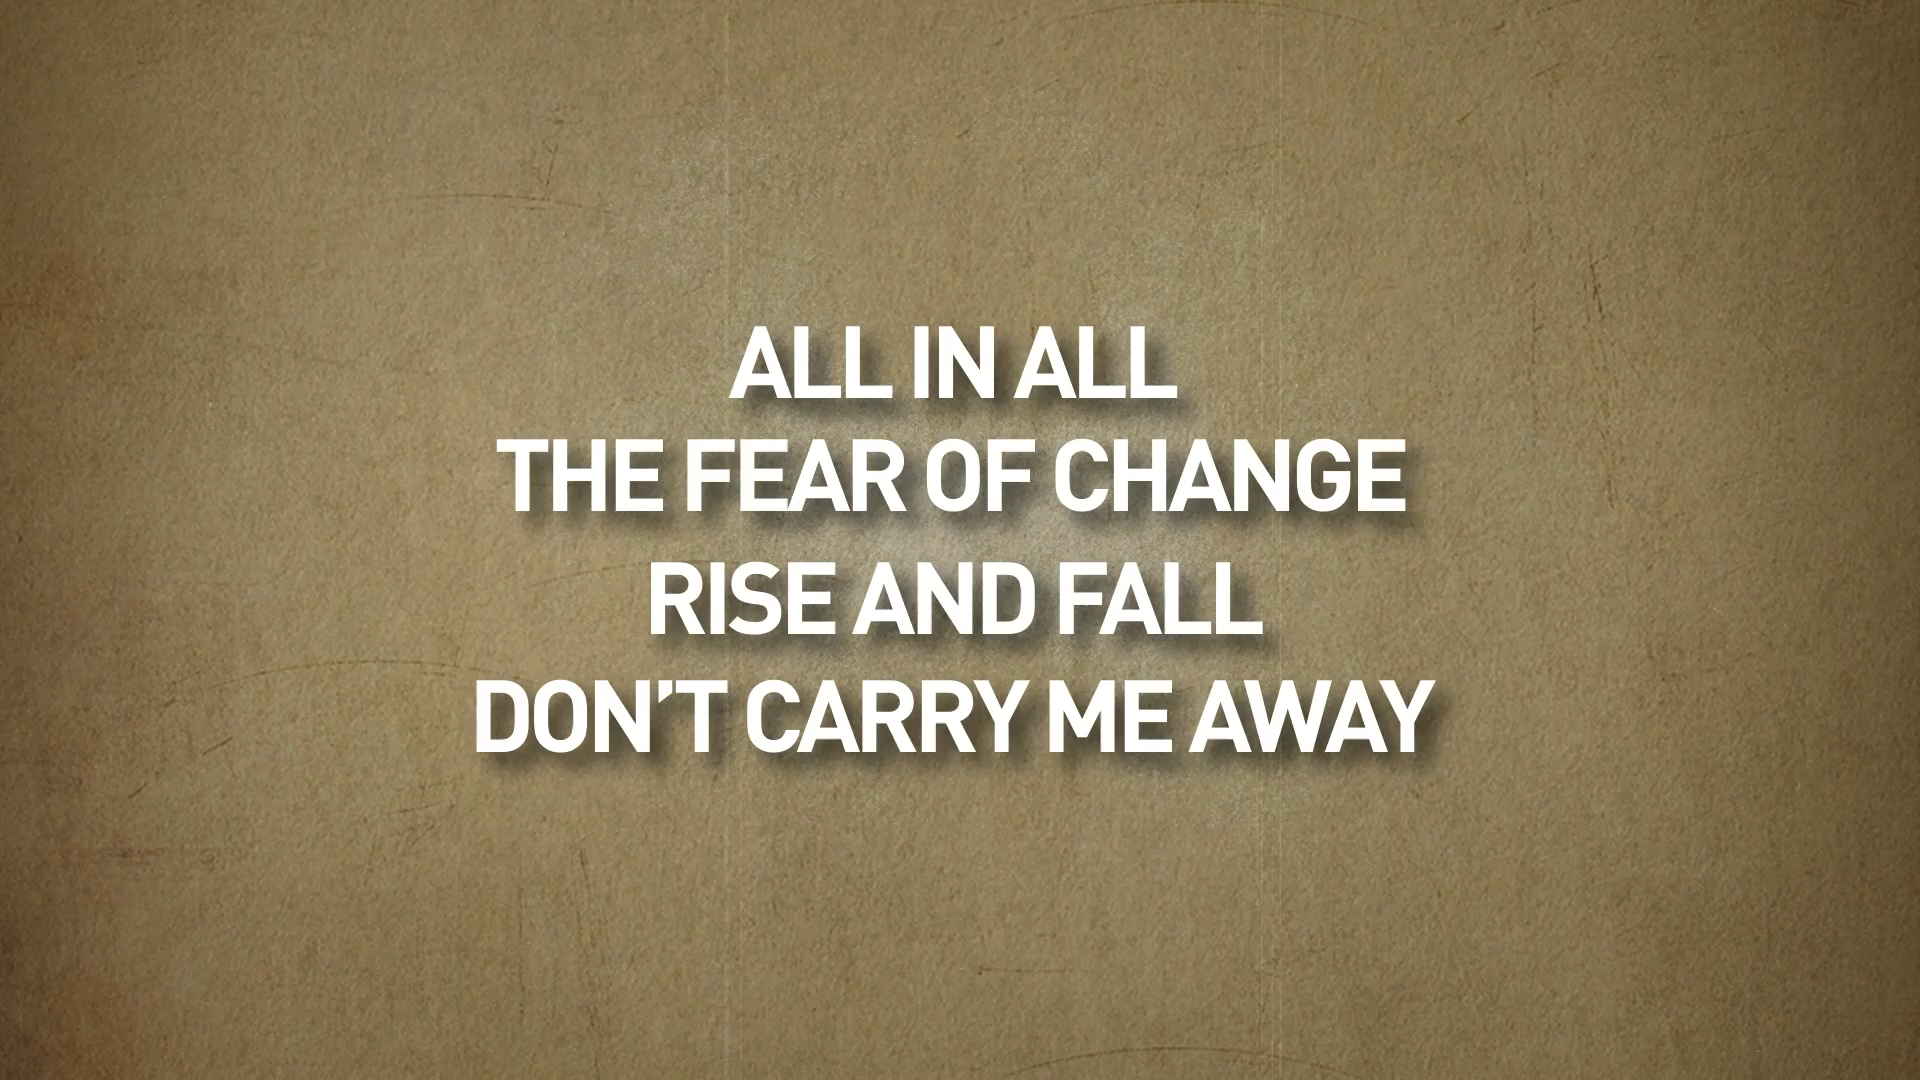 ALL IN ALL
THE FEAR OF CHANGE
RISE AND FALL
DON'T CARRY ME AWAY